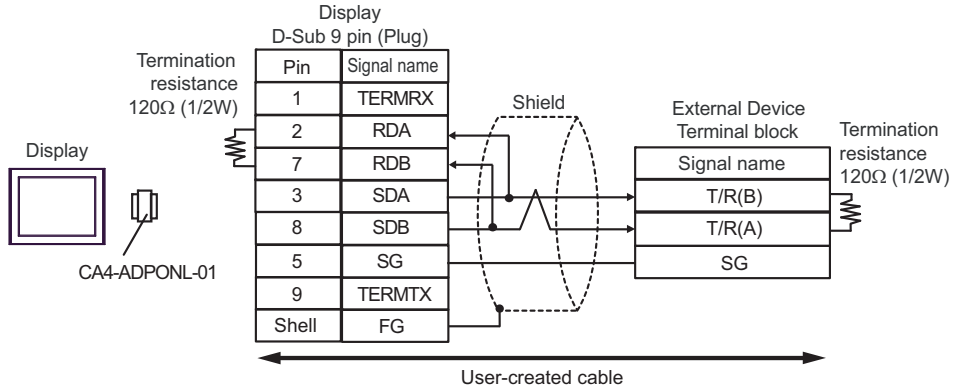 Display
D-Sub 9 pin (Plug)
Termination
resistance
120Ω (1/2W)
Pin Signal name
1 TERMRX
2 RDA
7 RDB
3 SDA
8 SDB
5 SG
9 TERMTX
Shell FG
Shield
External Device
Terminal block
Signal name
T/R(B)
T/R(A)
SG
Termination
resistance
120Ω (1/2W)
Display
CA4-ADPONL-01
User-created cable